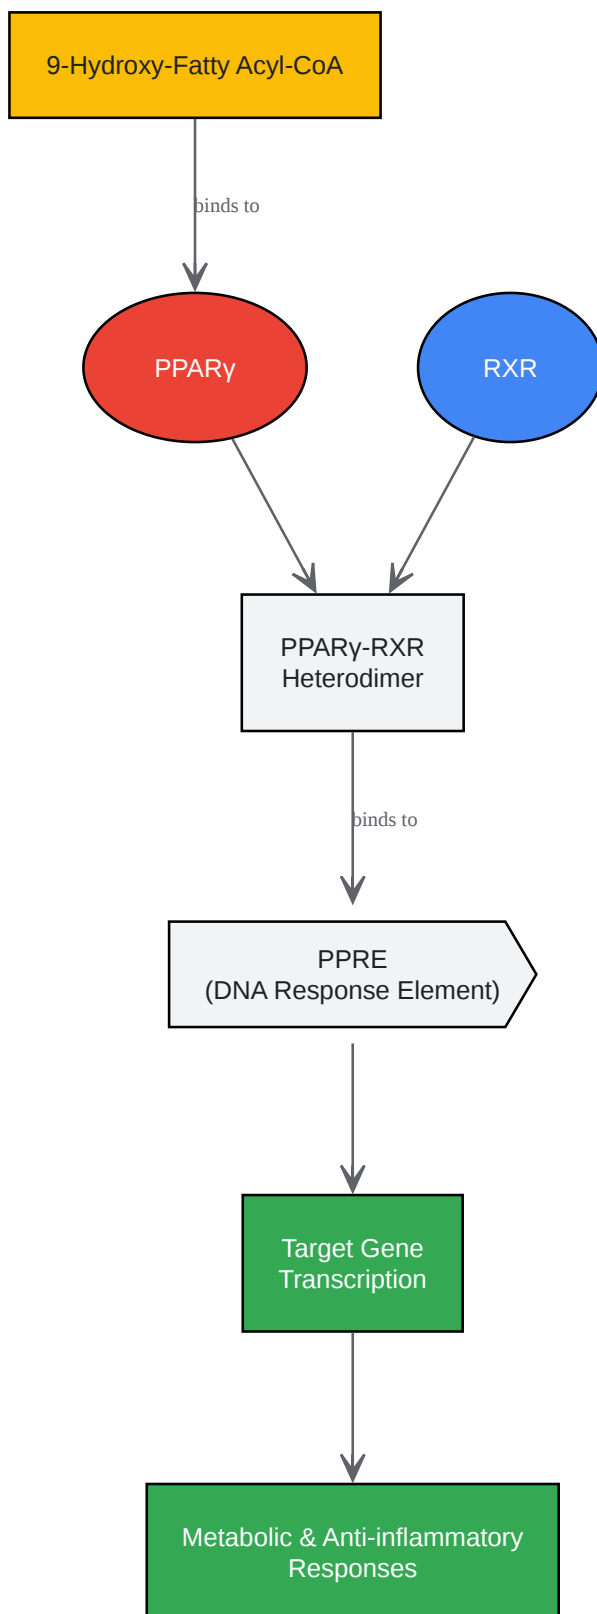 9-Hydroxy-Fatty Acyl-CoA
binds to
PPARγ
RXR
PPARγ-RXR
Heterodimer
binds to
PPRE
(DNA Response Element)
Target Gene
Transcription
Metabolic & Anti-inflammatory
Responses